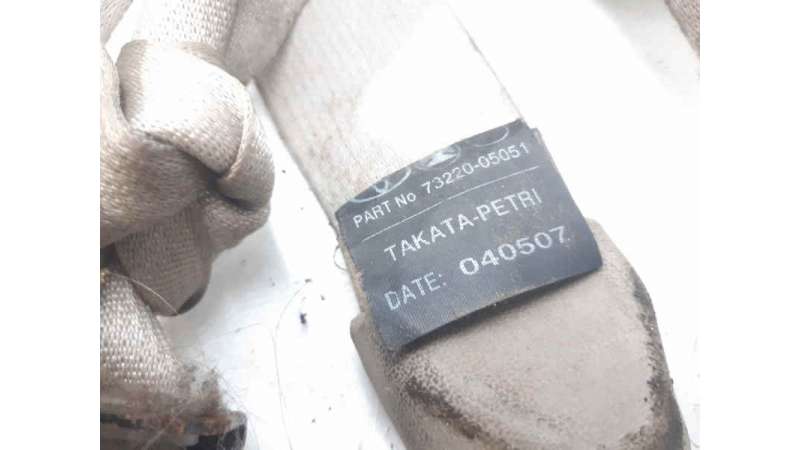 PART No 73220-05051
TAKATA-PETRI
DATE: 040507